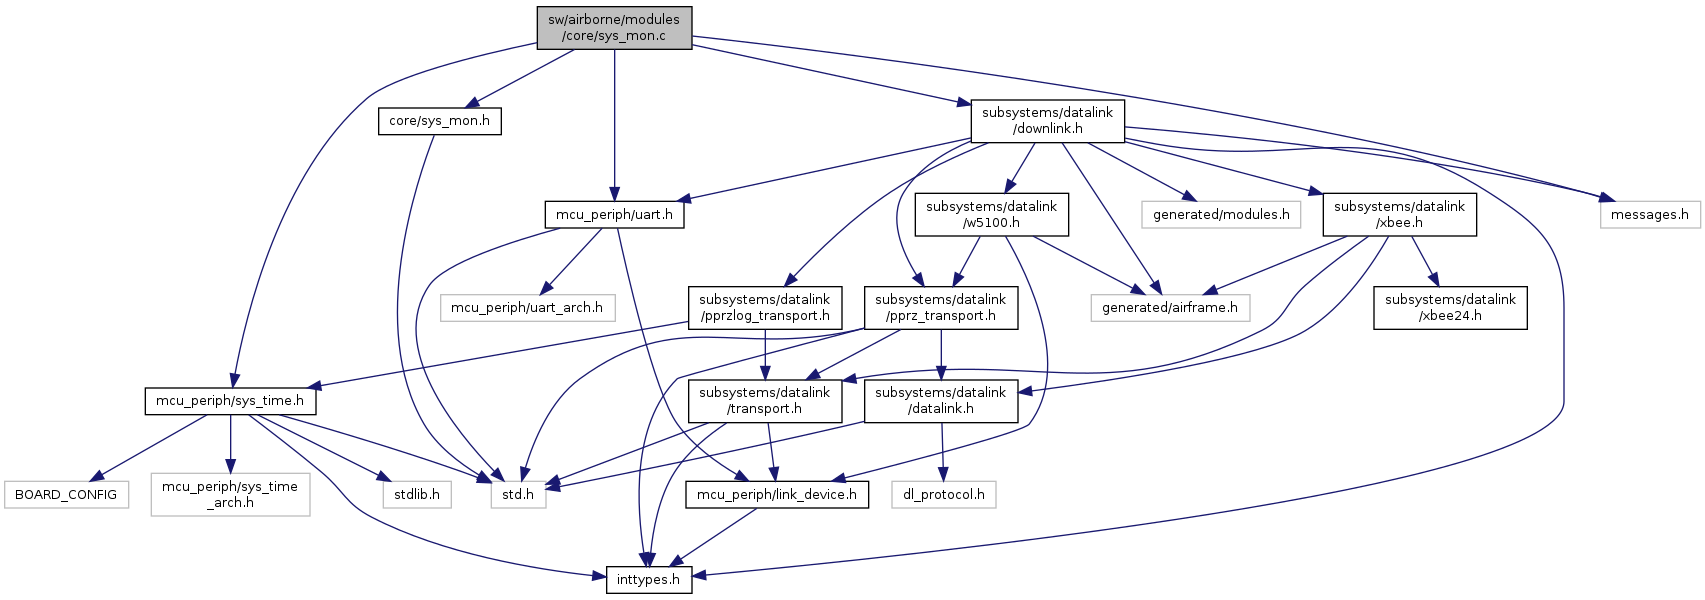 sw/airborne/modules
/core/sys_mon.c
core/sys_mon.h
subsystems/datalink
/downlink.h
mcu_periph/uart.h
subsystems/datalink
/w5100.h
generated/modules.h
subsystems/datalink
/xbee.h
messages.h
mcu_periph/uart_arch.h
subsystems/datalink
/pprzlog_transport.h
subsystems/datalink
/pprz_transport.h
generated/airframe.h
subsystems/datalink
/xbee24.h
mcu_periph/sys_time.h
subsystems/datalink
/transport.h
subsystems/datalink
/datalink.h
BOARD_CONFIG
mcu_periph/sys_time
_arch.h
stdlib.h
std.h
mcu_periph/link_device.h
dl_protocol.h
inttypes.h